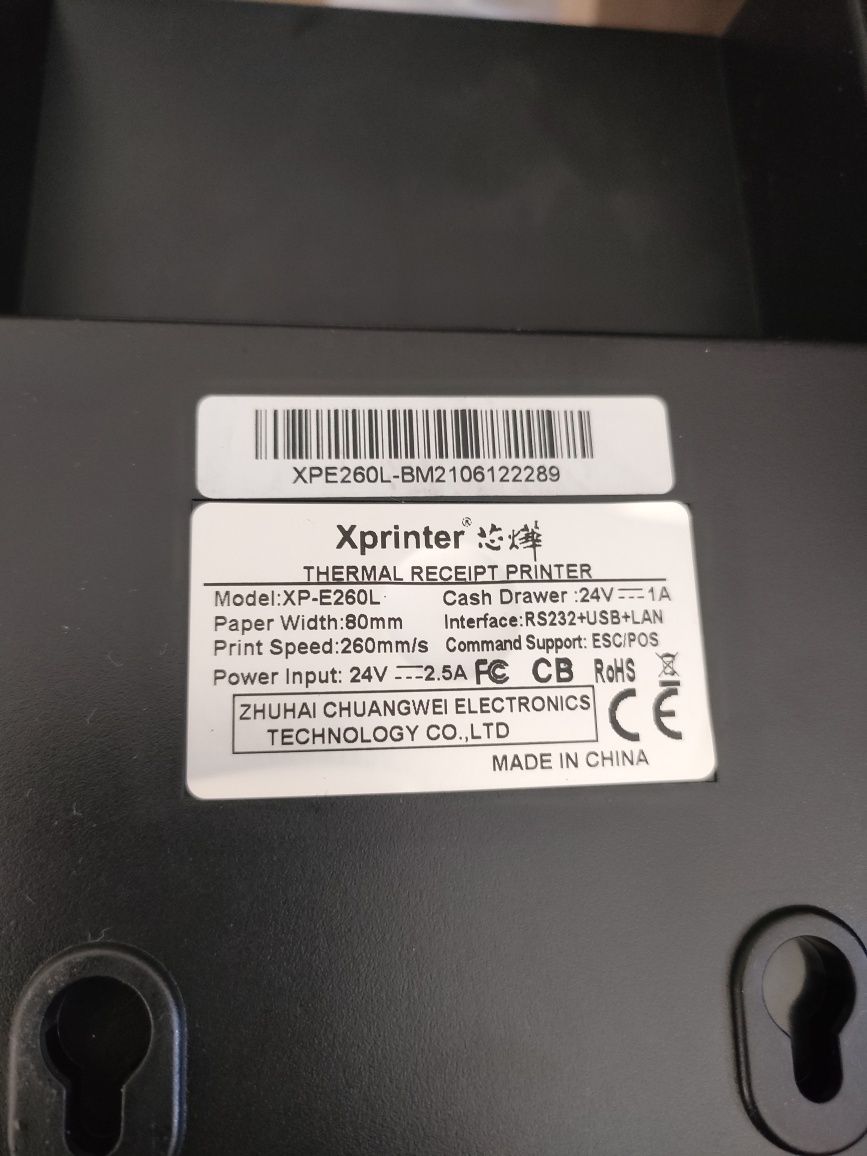 XPE260L-BM2106122289
Xprinter® 芯烨
THERMAL RECEIPT PRINTER
Model:XP-E260L Cash Drawer :24V⎓1A
Paper Width:80mm Interface:RS232+USB+LAN
Print Speed:260mm/s Command Support: ESC/POS
Power Input: 24V ⎓2.5A FC CB RoHS
ZHUHAI CHUANGWEI ELECTRONICS
TECHNOLOGY CO.,LTD
CE
MADE IN CHINA